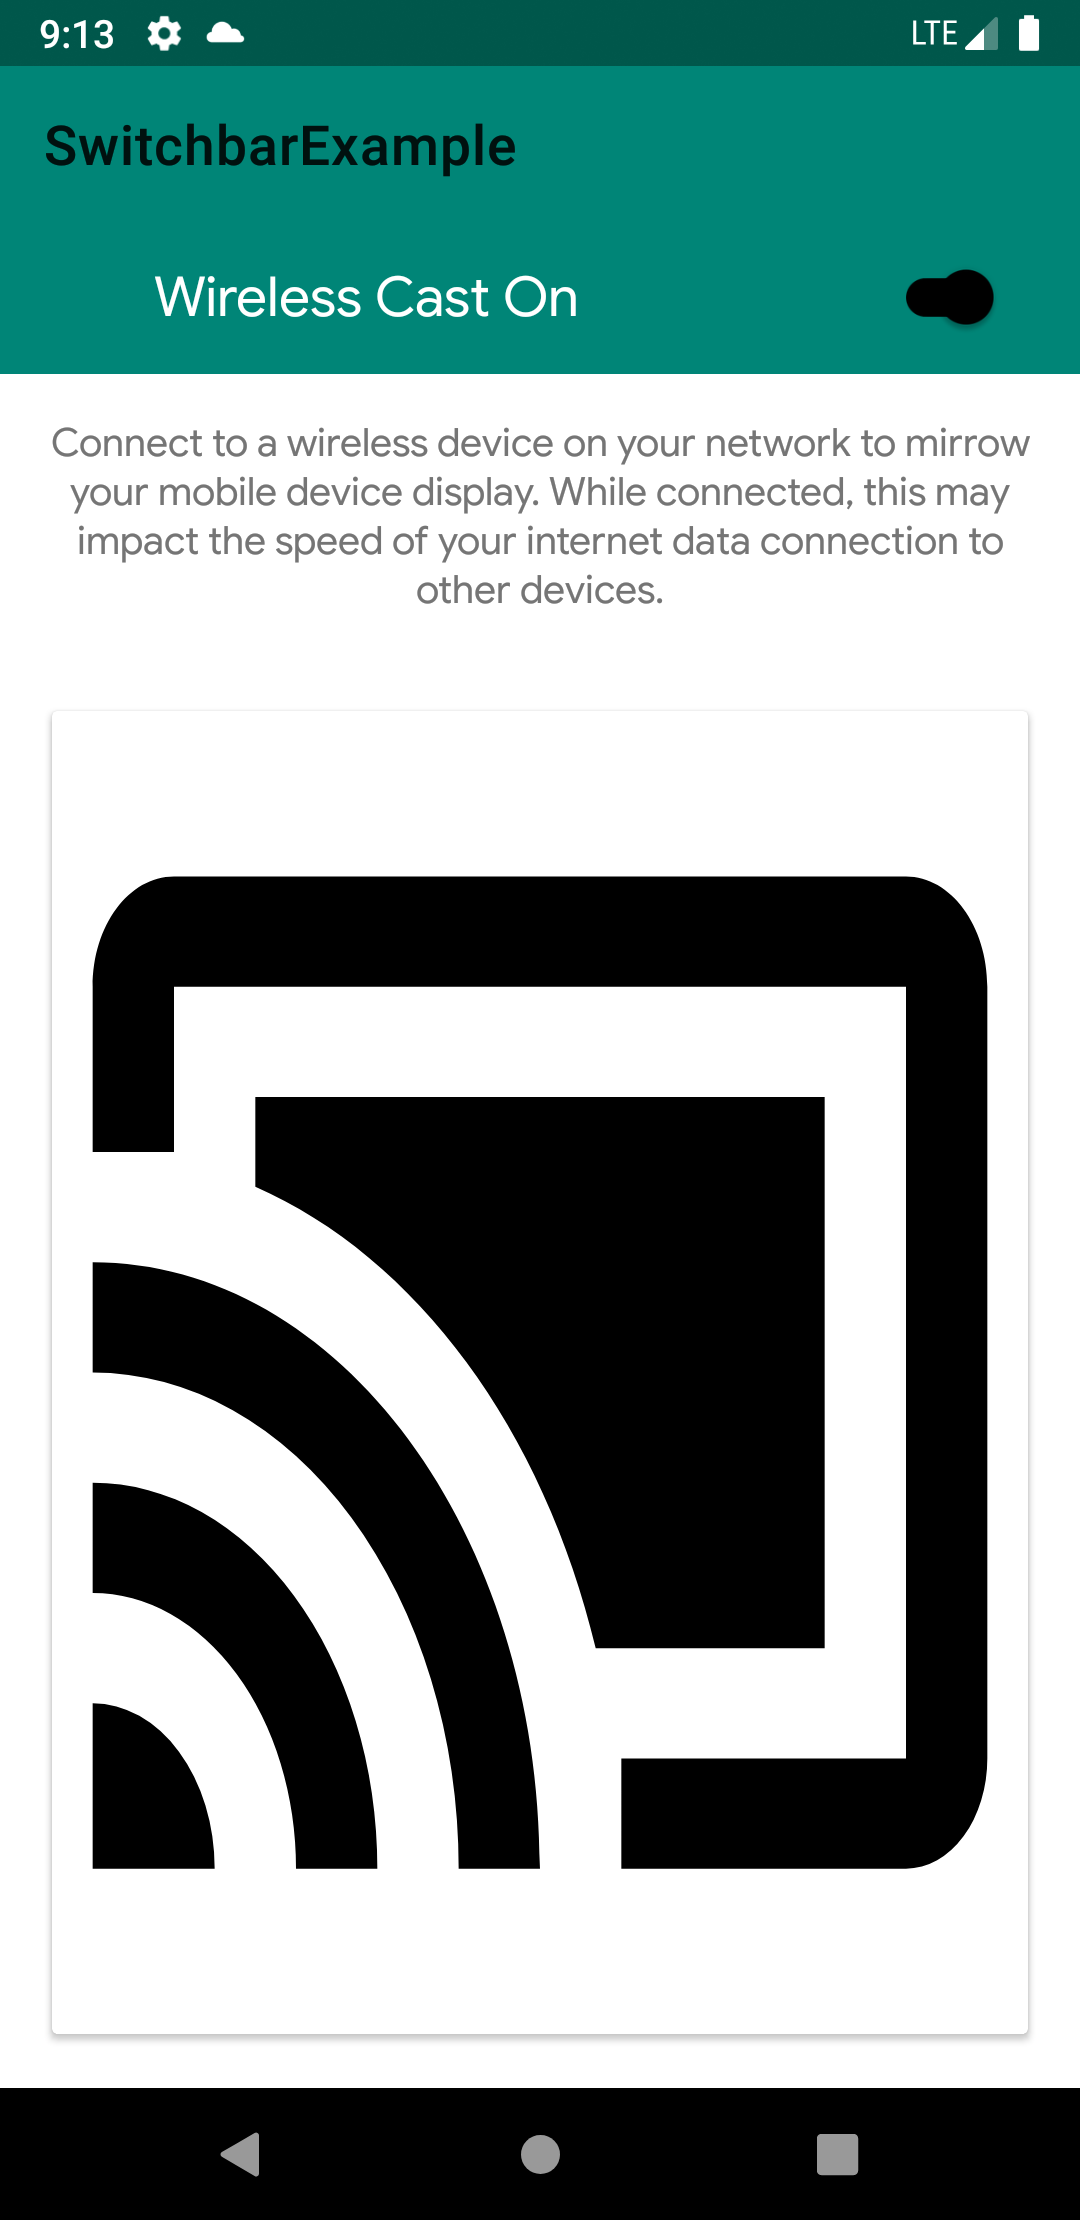 9:13 LTE
SwitchbarExample
Wireless Cast On
Connect to a wireless device on your network to mirrow
your mobile device display. While connected, this may
impact the speed of your internet data connection to
other devices.